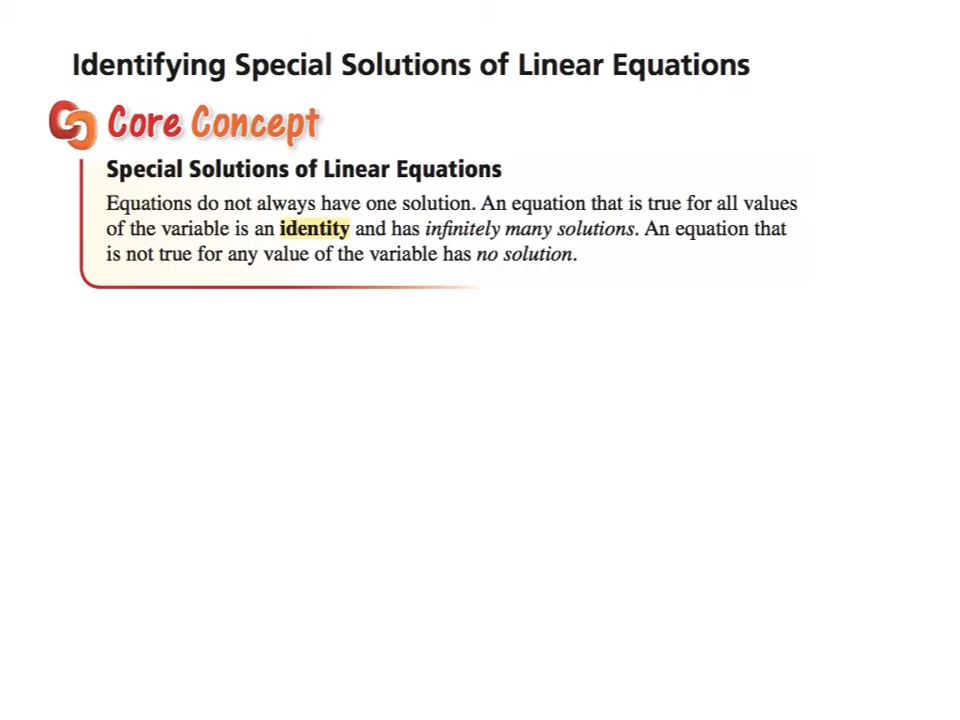 Identifying Special Solutions of Linear Equations
Core Concept
Special Solutions of Linear Equations
Equations do not always have one solution. An equation that is true for all values
of the variable is an identity and has infinitely many solutions. An equation that
is not true for any value of the variable has no solution.